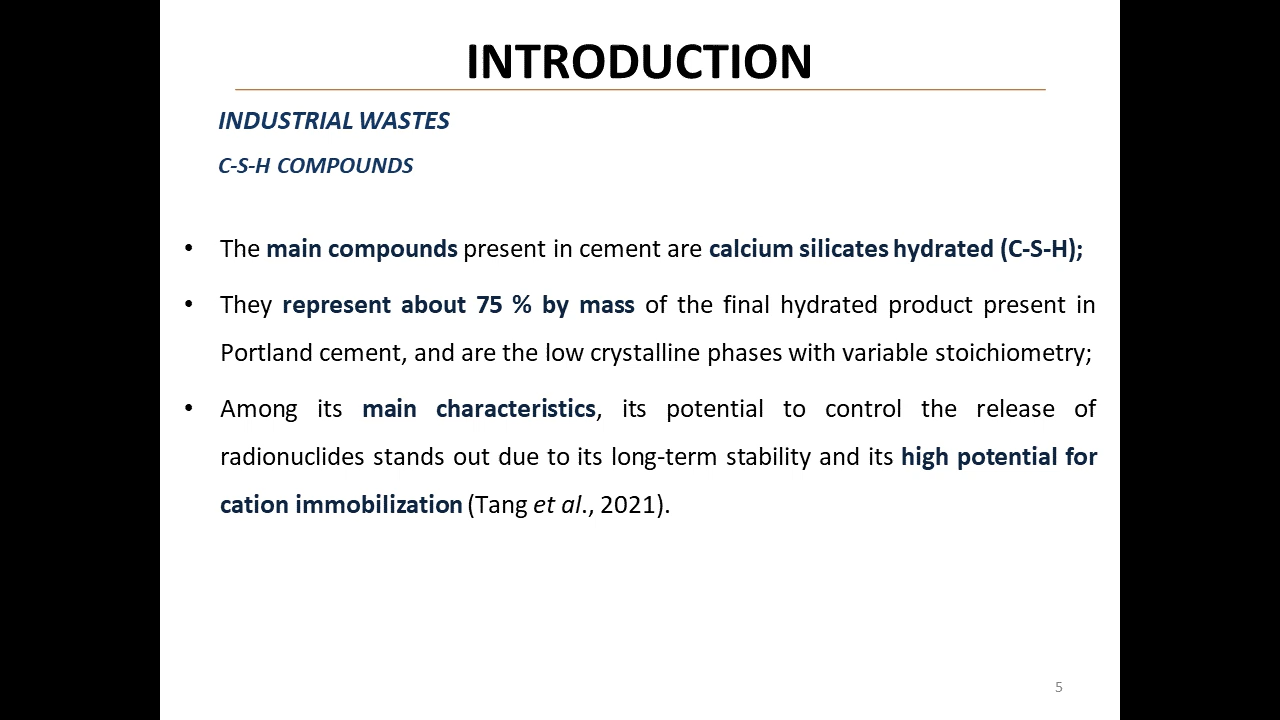 INTRODUCTION
INDUSTRIAL WASTES
C-S-H COMPOUNDS
• The main compounds present in cement are calcium silicates hydrated (C-S-H);
• They represent about 75 % by mass of the final hydrated product present in
Portland cement, and are the low crystalline phases with variable stoichiometry;
• Among its main characteristics, its potential to control the release of
radionuclides stands out due to its long-term stability and its high potential for
cation immobilization (Tang et al., 2021).
5